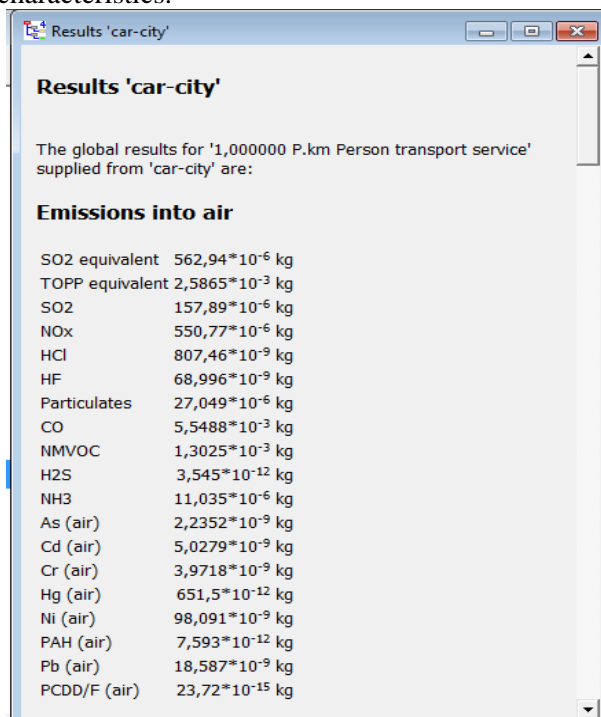 characteristics.
Results 'car-city'
Results 'car-city'
The global results for '1,000000 P.km Person transport service'
supplied from 'car-city' are:
Emissions into air
SO2 equivalent 562,94*10⁻⁶ kg
TOPP equivalent 2,5865*10⁻³ kg
SO2 157,89*10⁻⁶ kg
NOx 550,77*10⁻⁶ kg
HCl 807,46*10⁻⁹ kg
HF 68,996*10⁻⁹ kg
Particulates 27,049*10⁻⁶ kg
CO 5,5488*10⁻³ kg
NMVOC 1,3025*10⁻³ kg
H2S 3,545*10⁻¹² kg
NH3 11,035*10⁻⁶ kg
As (air) 2,2352*10⁻⁹ kg
Cd (air) 5,0279*10⁻⁹ kg
Cr (air) 3,9718*10⁻⁹ kg
Hg (air) 651,5*10⁻¹² kg
Ni (air) 98,091*10⁻⁹ kg
PAH (air) 7,593*10⁻¹² kg
Pb (air) 18,587*10⁻⁹ kg
PCDD/F (air) 23,72*10⁻¹⁵ kg